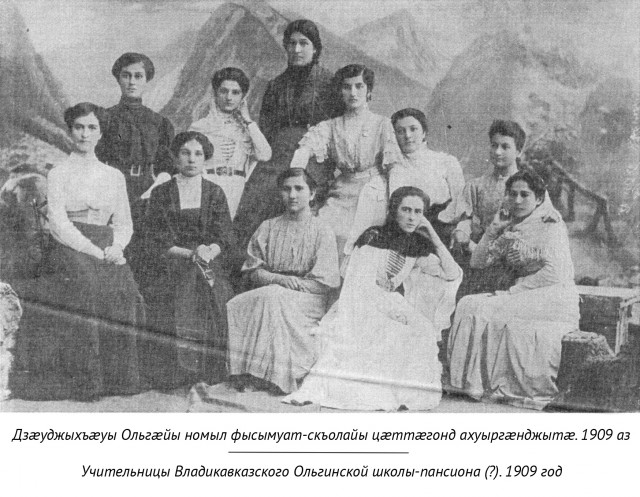 Дзæуджыхъæуы Ольгæйы номыл фысымуат-скъолайы цæттæгонд ахуыргæнджытæ. 1909 аз
Учительницы Владикавказского Ольгинской школы-пансиона (?). 1909 год